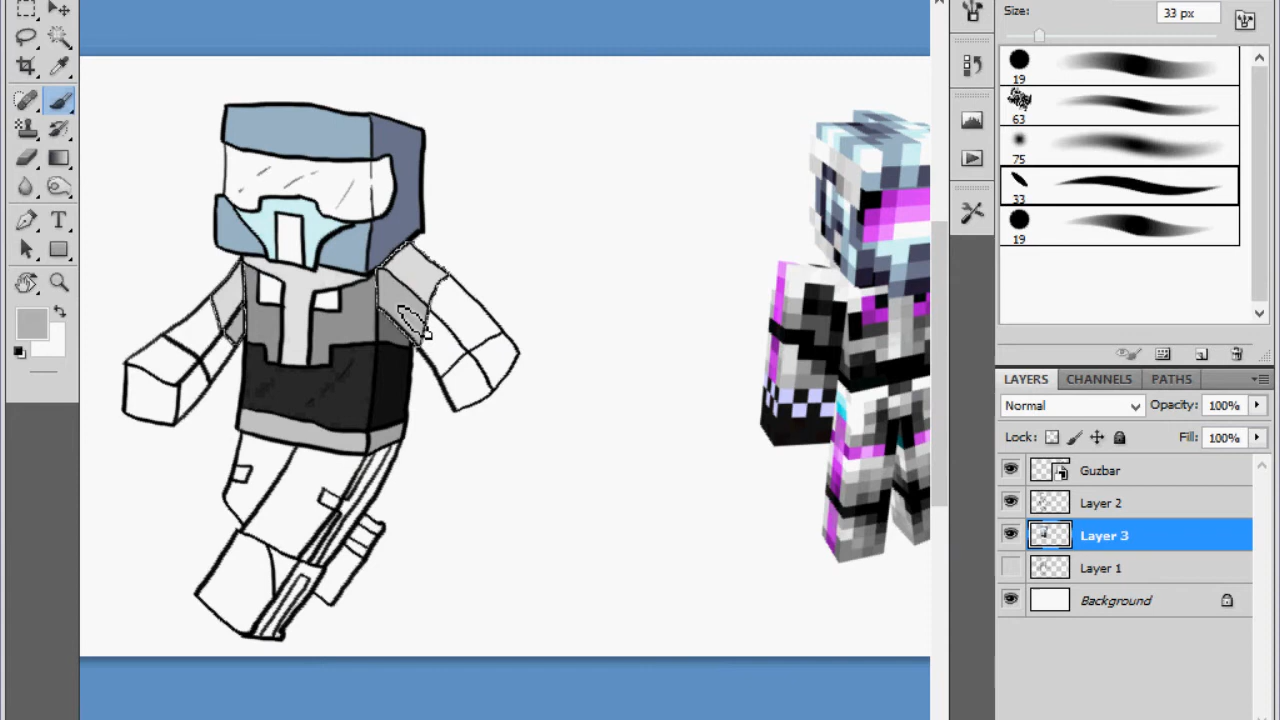 Size: 33 px
19
63
75
33
19
T
LAYERS CHANNELS PATHS
Normal Opacity: 100%
Lock: Fill: 100%
Guzbar
Layer 2
Layer 3
Layer 1
Background